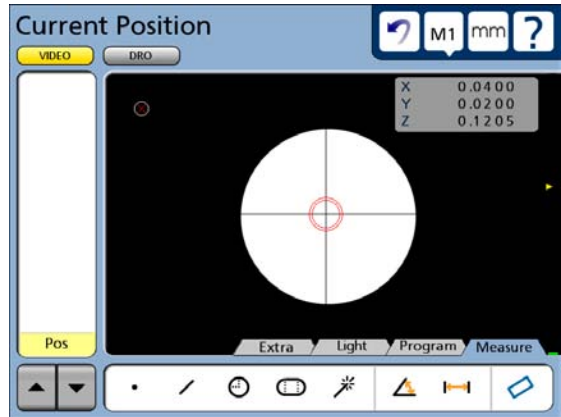 Current Position
M1 mm ?
VIDEO DRO
X 0.0400
Y 0.0200
Z 0.1205
Pos
Extra Light Program Measure